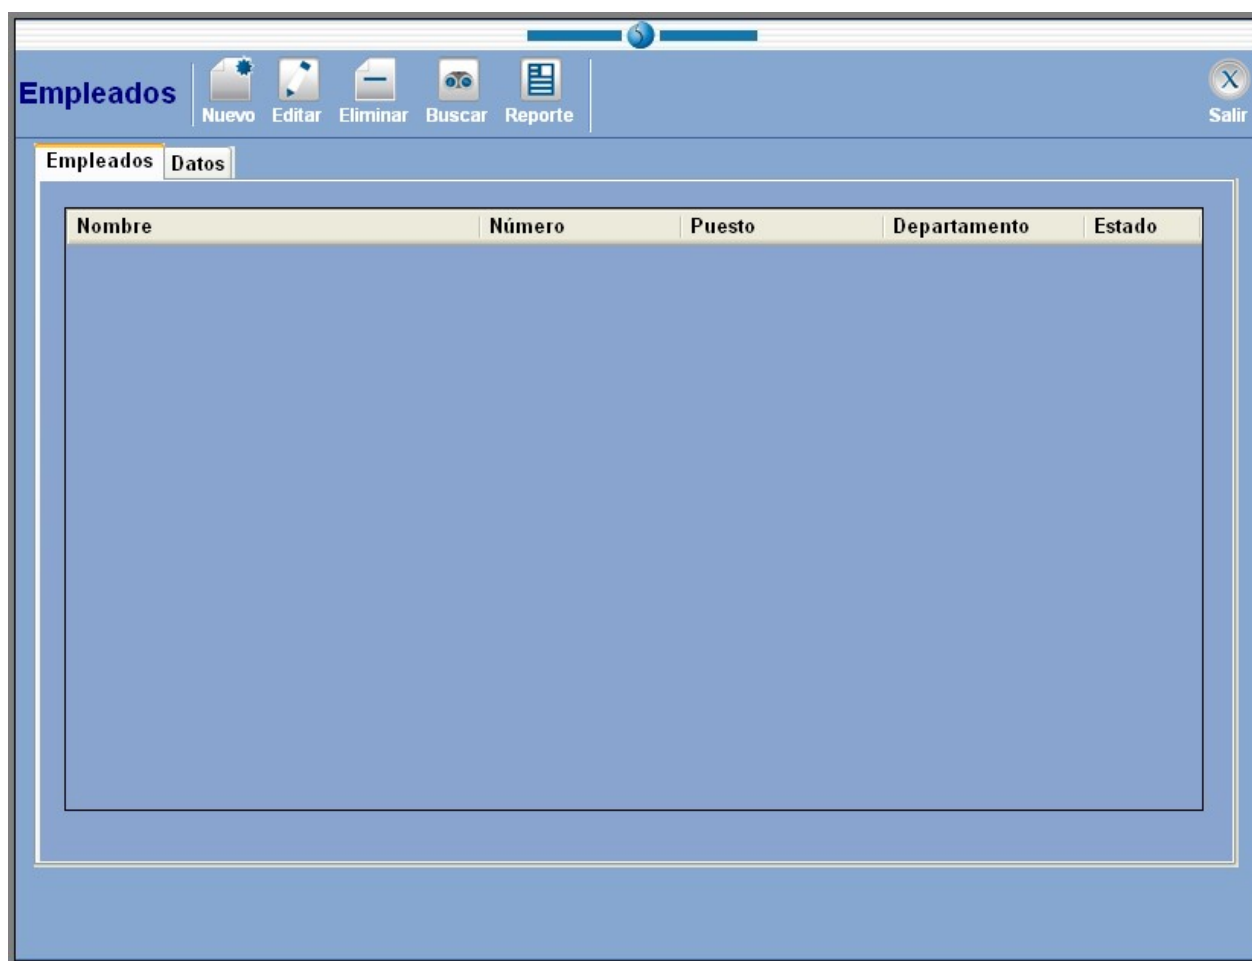 Empleados
Nuevo Editar Eliminar Buscar Reporte
X
Salir
Empleados Datos
Nombre Número Puesto Departamento Estado